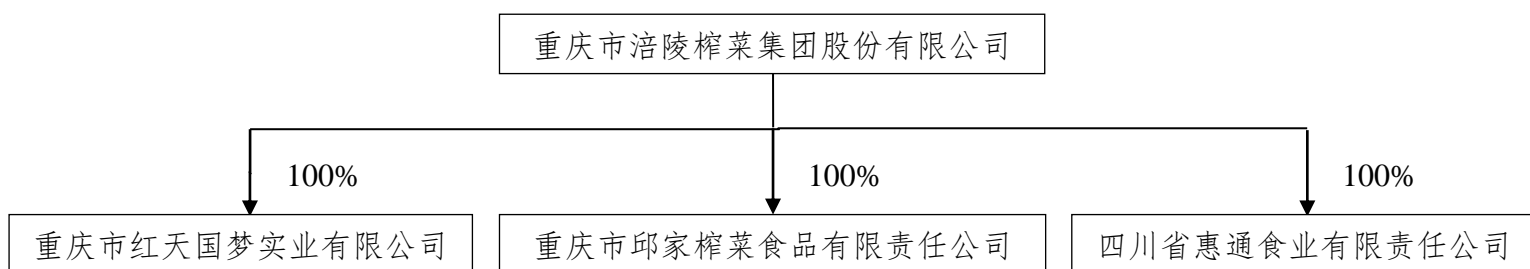 重庆市涪陵榨菜集团股份有限公司
100%
100%
100%
重庆市红天国梦实业有限公司
重庆市邱家榨菜食品有限责任公司
四川省惠通食业有限责任公司